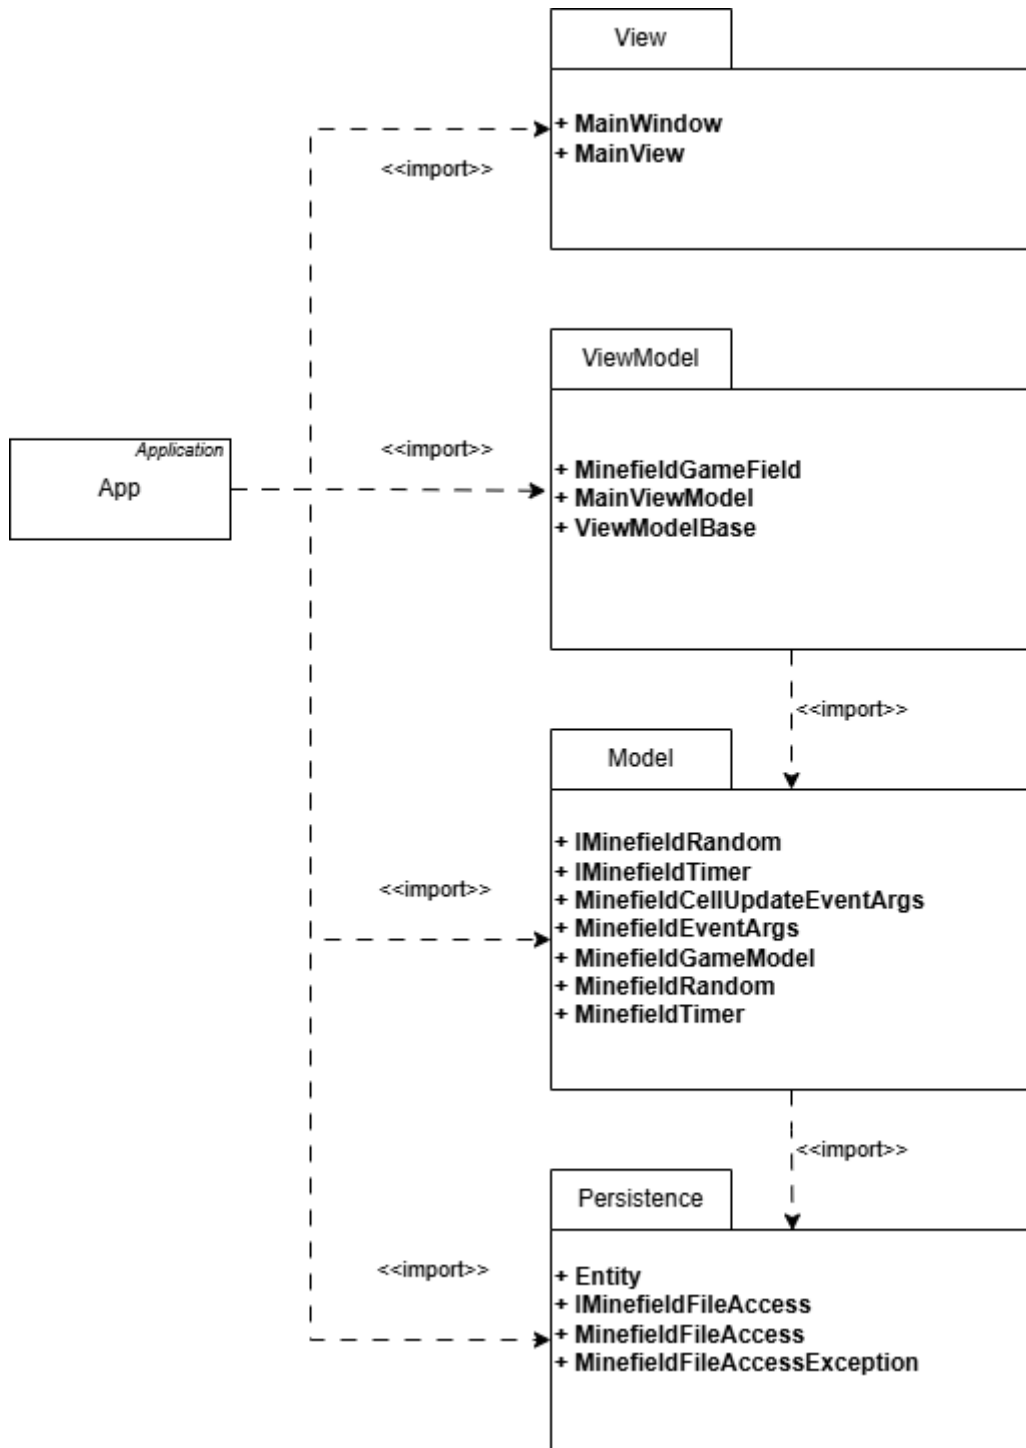 View
+ MainWindow
+ MainView
<<import>>
ViewModel
+ MinefieldGameField
+ MainViewModel
+ ViewModelBase
<<import>>
Application
App
<<import>>
Model
+ IMinefieldRandom
+ IMinefieldTimer
+ MinefieldCellUpdateEventArgs
+ MinefieldEventArgs
+ MinefieldGameModel
+ MinefieldRandom
+ MinefieldTimer
<<import>>
<<import>>
Persistence
+ Entity
+ IMinefieldFileAccess
+ MinefieldFileAccess
+ MinefieldFileAccessException
<<import>>